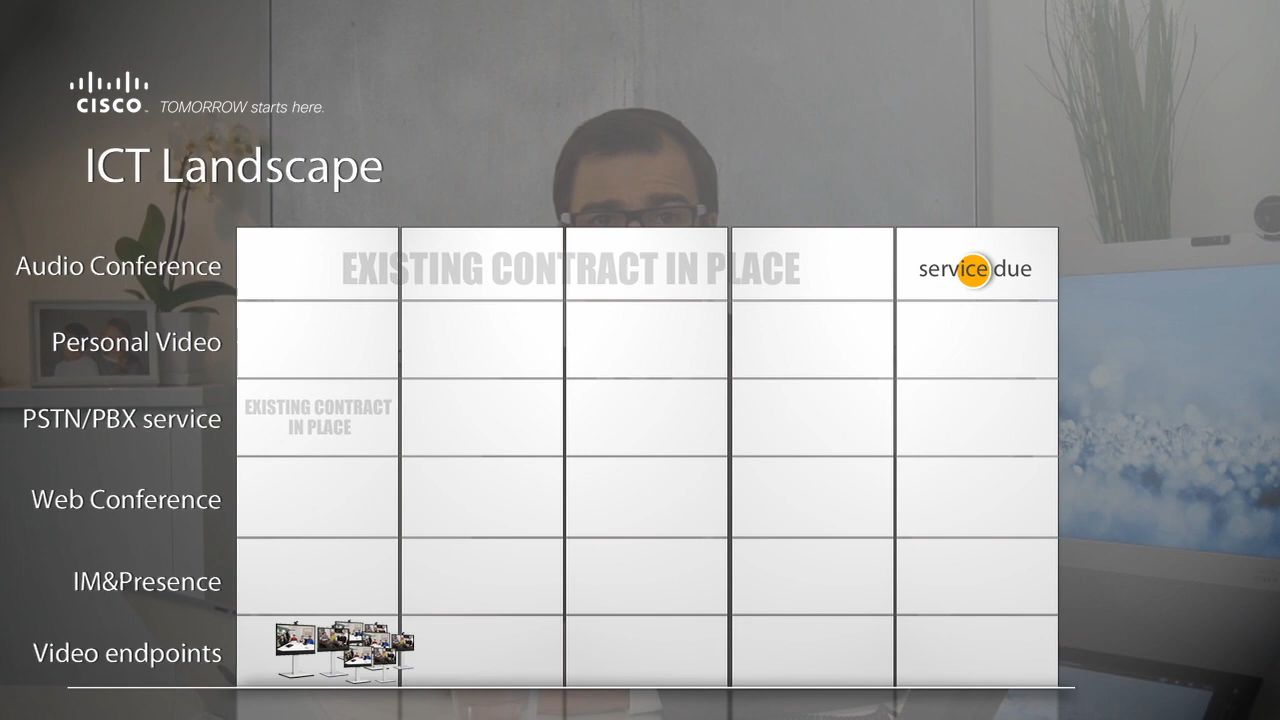 CISCO
TOMORROW starts here.
ICT Landscape
Audio Conference
EXISTING CONTRACT IN PLACE
service due
Personal Video
PSTN/PBX service
EXISTING CONTRACT
IN PLACE
Web Conference
IM&Presence
Video endpoints